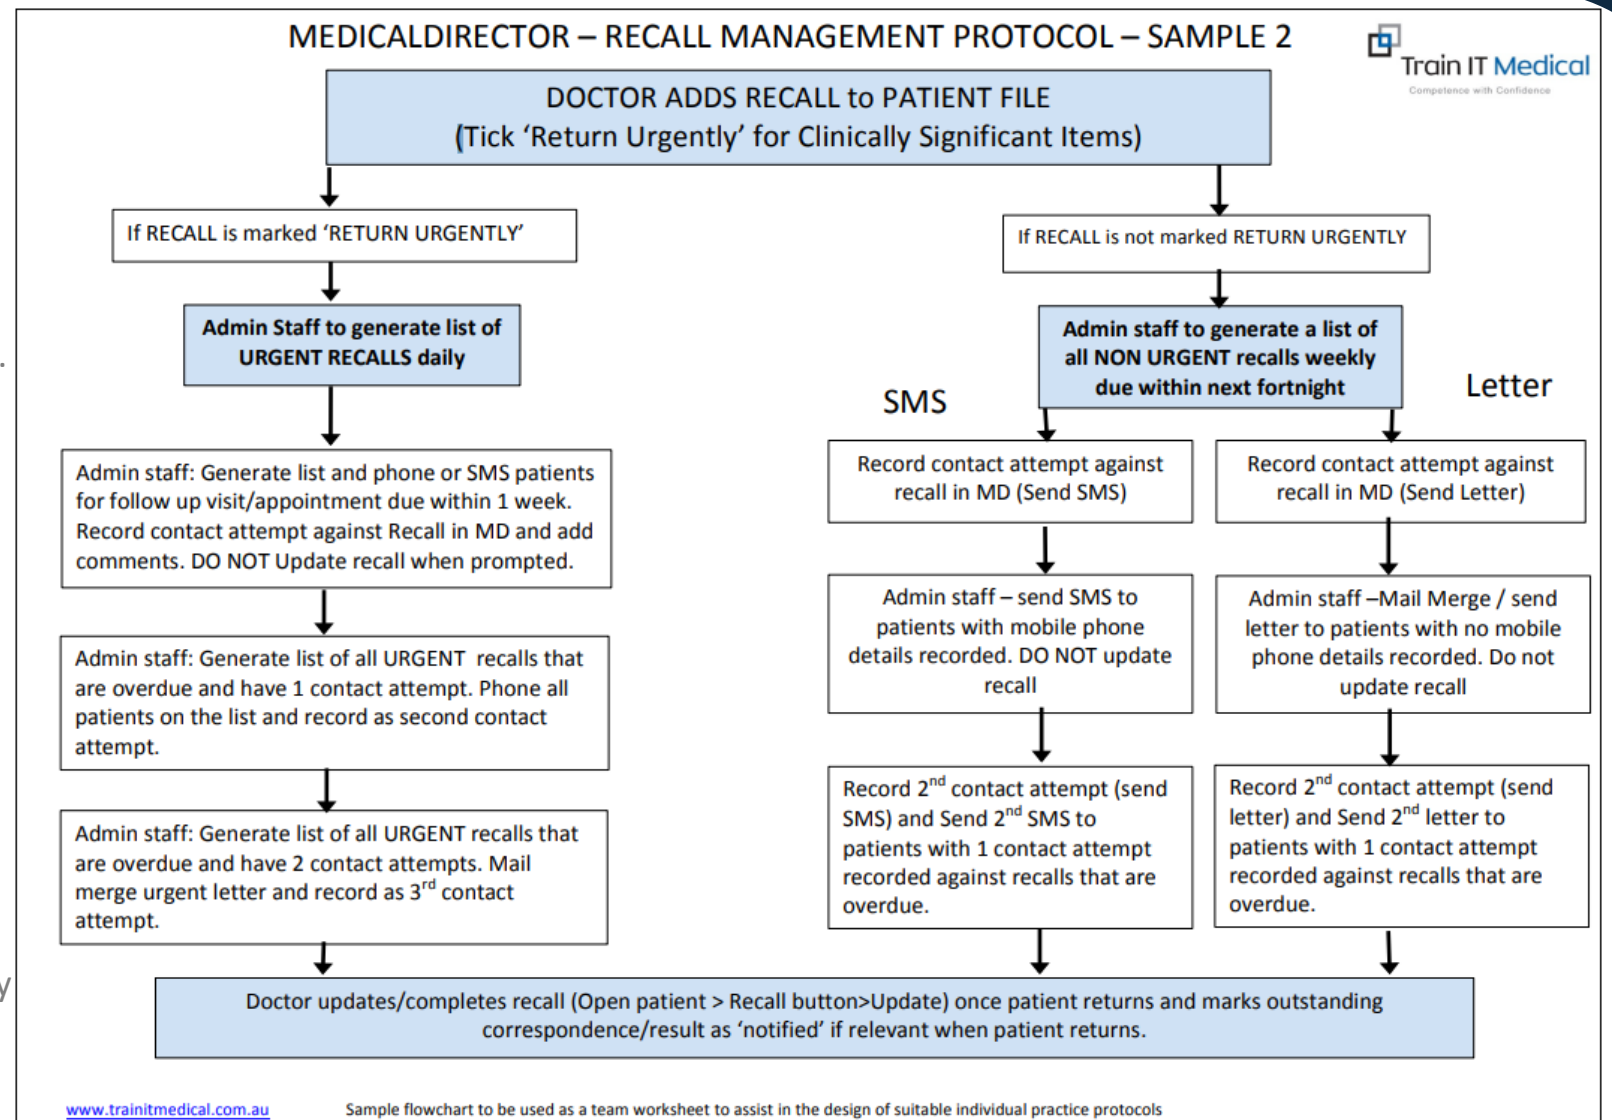 MEDICALDIRECTOR – RECALL MANAGEMENT PROTOCOL – SAMPLE 2
Train IT Medical
Competence with Confidence
DOCTOR ADDS RECALL to PATIENT FILE
(Tick ‘Return Urgently’ for Clinically Significant Items)
If RECALL is marked ‘RETURN URGENTLY’
Admin Staff to generate list of
URGENT RECALLS daily
Admin staff: Generate list and phone or SMS patients
for follow up visit/appointment due within 1 week.
Record contact attempt against Recall in MD and add
comments. DO NOT Update recall when prompted.
Admin staff: Generate list of all URGENT  recalls that
are overdue and have 1 contact attempt. Phone all
patients on the list and record as second contact
attempt.
Admin staff: Generate list of all URGENT recalls that
are overdue and have 2 contact attempts. Mail
merge urgent letter and record as 3rd contact
attempt.
If RECALL is not marked RETURN URGENTLY
Admin staff to generate a list of
all NON URGENT recalls weekly
due within next fortnight
SMS
Record contact attempt against
recall in MD (Send SMS)
Admin staff – send SMS to
patients with mobile phone
details recorded. DO NOT update
recall
Record 2nd contact attempt (send
SMS) and Send 2nd SMS to
patients with 1 contact attempt
recorded against recalls that are
overdue.
Letter
Record contact attempt against
recall in MD (Send Letter)
Admin staff –Mail Merge / send
letter to patients with no mobile
phone details recorded. Do not
update recall
Record 2nd contact attempt (send
letter) and Send 2nd letter to
patients with 1 contact attempt
recorded against recalls that are
overdue.
Doctor updates/completes recall (Open patient > Recall button>Update) once patient returns and marks outstanding
correspondence/result as ‘notified’ if relevant when patient returns.
www.trainitmedical.com.au
Sample flowchart to be used as a team worksheet to assist in the design of suitable individual practice protocols
.
y